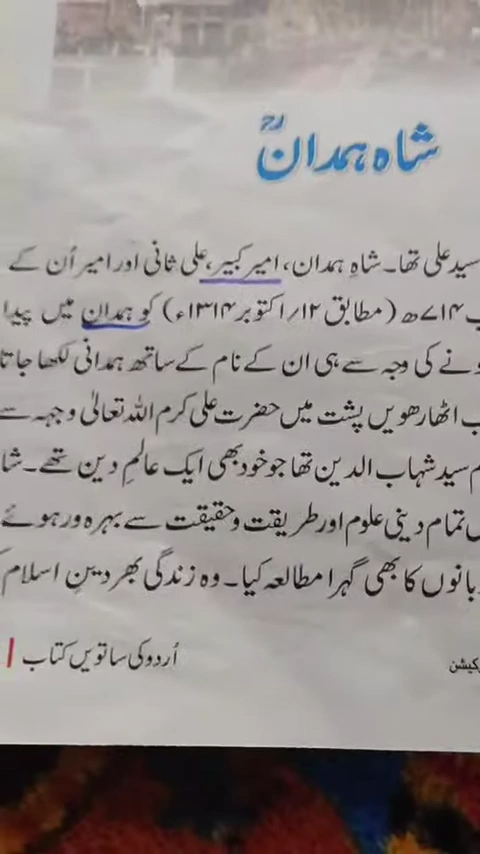 شاہ ہمدانؒ
سید علی تھا۔ شاہِ ہمدان، امیر کبیر، علی ثانی اور امیر اُن کے
۷۱۴ھ (مطابق ۱۲/اکتوبر ۱۳۱۴ء) کو ہمدان میں پیدا
ونے کی وجہ سے ہی ان کے نام کے ساتھ ہمدانی لکھا جاتا
ب اٹھارھویں پشت میں حضرت علی کرم اللہ تعالیٰ وجہہ سے
م سید شہاب الدین تھا جو خود بھی ایک عالمِ دین تھے۔ شا
تمام دینی علوم اور طریقت و حقیقت سے بہرہ ور ہوئے
بانوں کا بھی گہرا مطالعہ کیا۔ وہ زندگی بھر دینِ اسلام
اُردو کی ساتویں کتاب